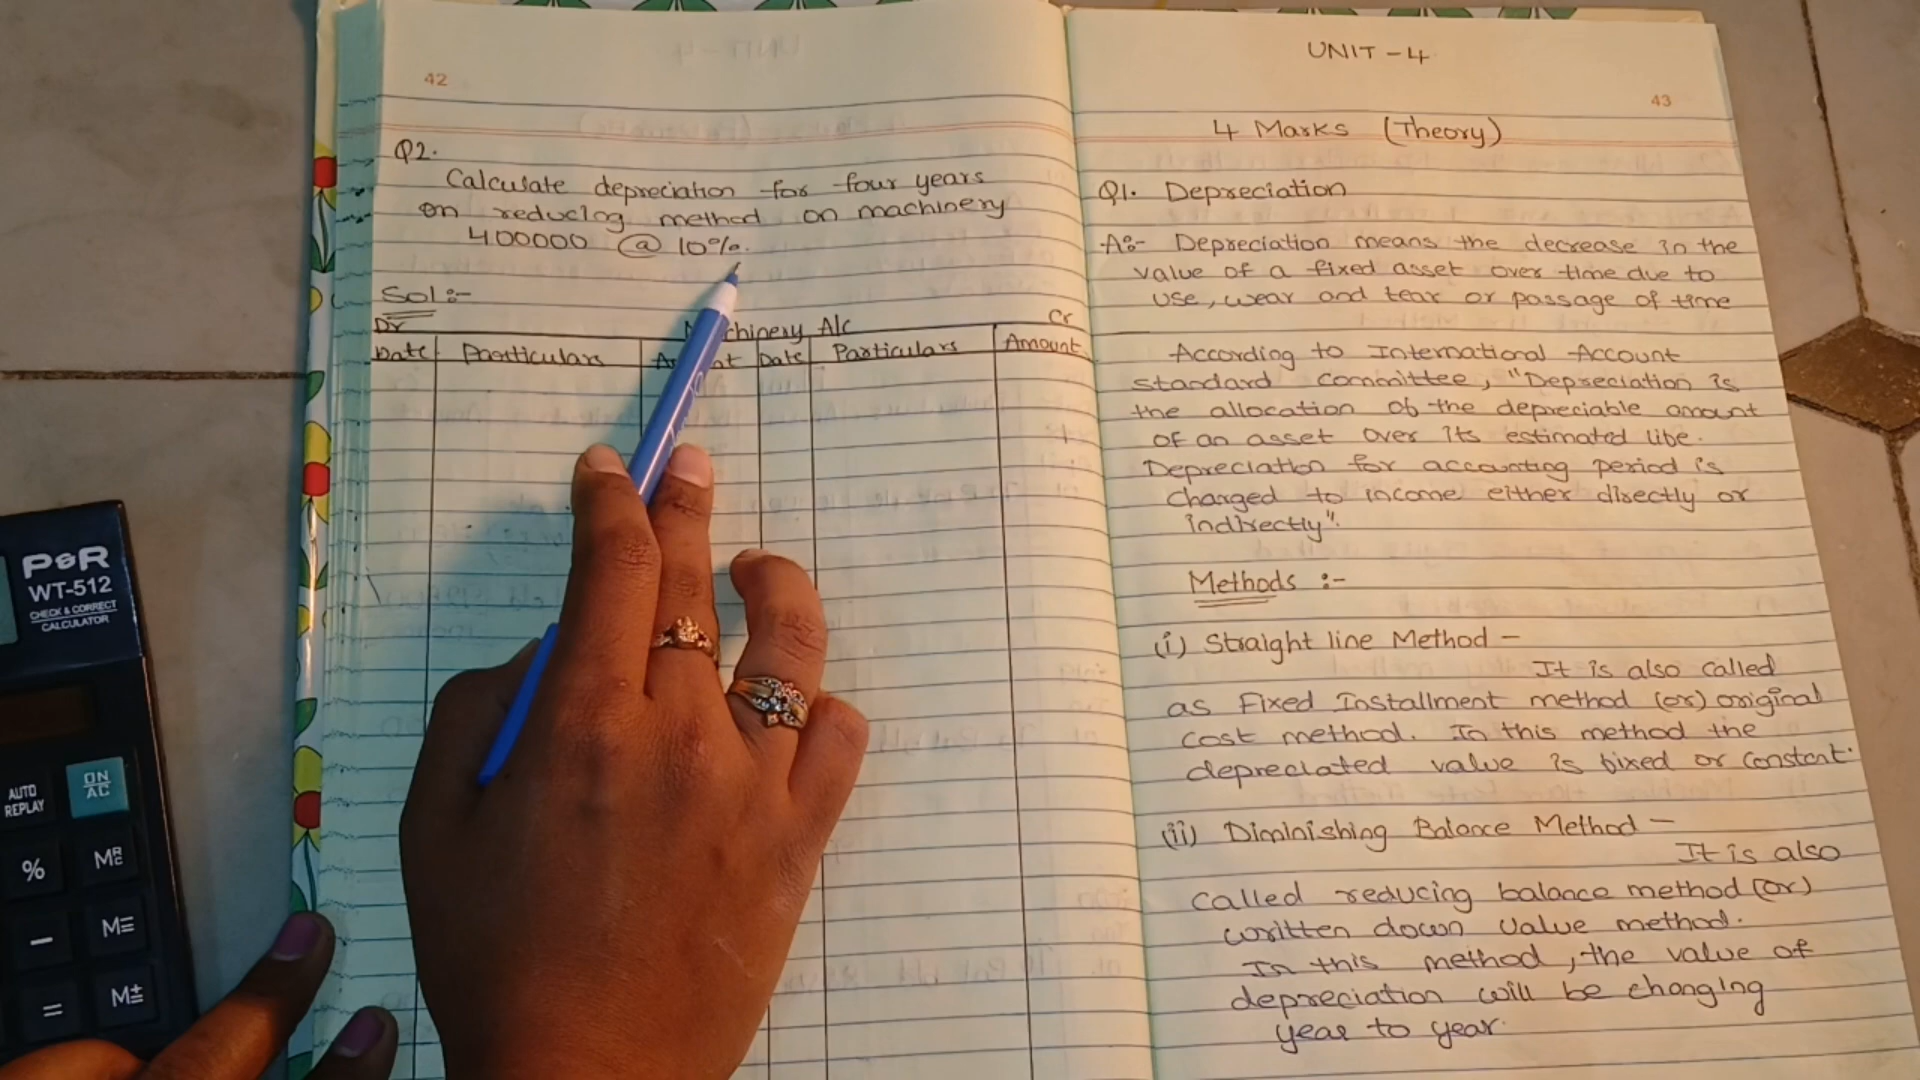 42
Q2.
Calculate depreciation for four years
on reducing method on machinery
400000 @ 10%.
Sol :-
Dr Machinery A/c Cr
Date Particulars Amount Date Particulars Amount
UNIT - 4
43
4 Marks (Theory)
Q1. Depreciation
A:- Depreciation means the decrease in the
value of a fixed asset over time due to
use, wear and tear or passage of time
According to International Account
standard committee, "Depreciation is
the allocation of the depreciable amount
of an asset over its estimated life.
Depreciation for accounting period is
charged to income either directly or
indirectly".
Methods :-
(i) Straight line Method -
It is also called
as Fixed Installment method (or) original
cost method. In this method the
depreciated value is fixed or constant.
(ii) Diminishing Balance Method -
It is also
called reducing balance method (or)
written down value method.
In this method, the value of
depreciation will be changing
year to year.
P&R
WT-512
CHECK & CORRECT
CALCULATOR
AUTO
REPLAY
ON
AC
%
MRC
-
M=
=
M±